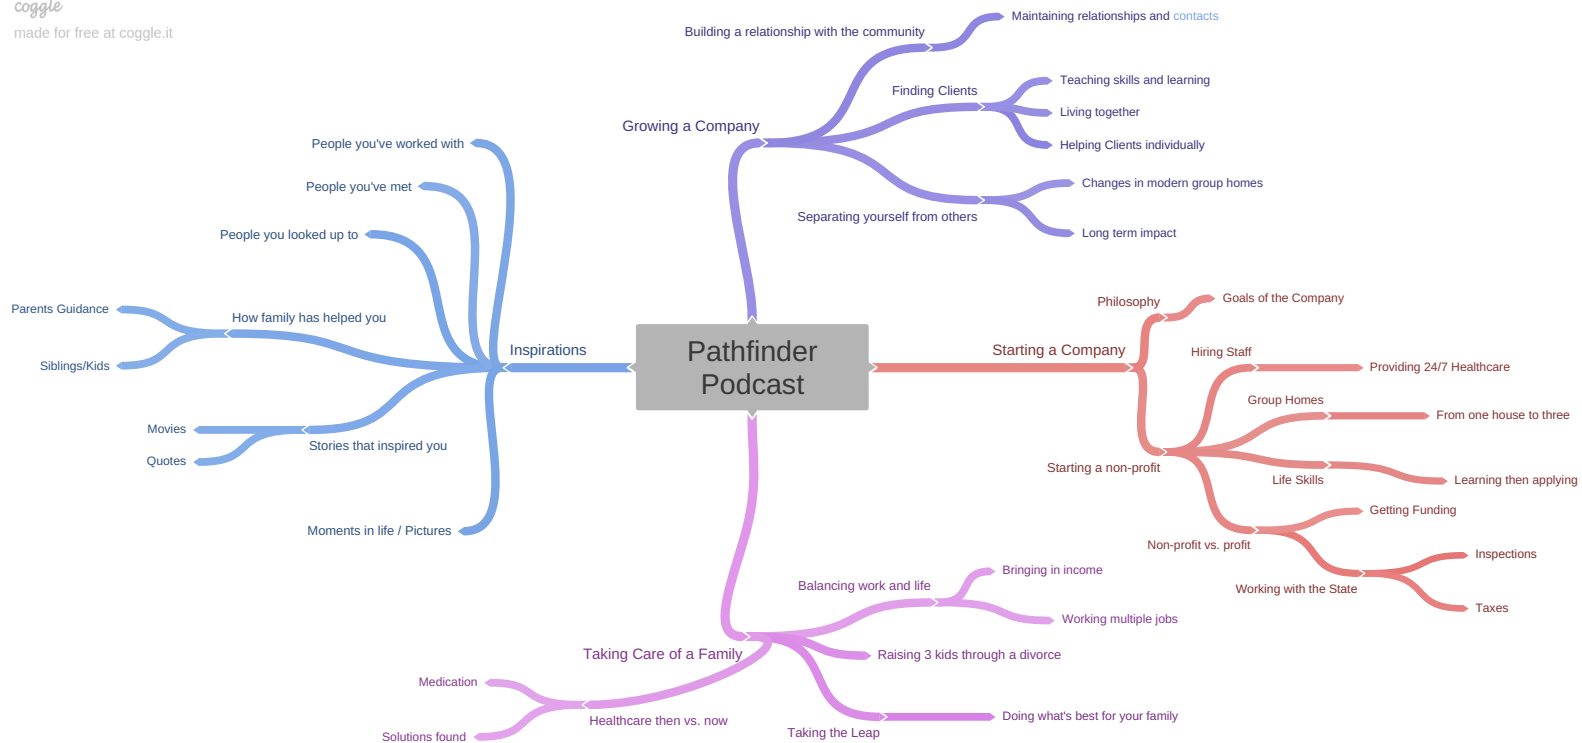 coggle
made for free at coggle.it
Pathfinder
Podcast
Growing a Company
Building a relationship with the community
Maintaining relationships and contacts
Finding Clients
Teaching skills and learning
Living together
Helping Clients individually
Separating yourself from others
Changes in modern group homes
Long term impact
Starting a Company
Philosophy
Goals of the Company
Starting a non-profit
Hiring Staff
Providing 24/7 Healthcare
Group Homes
From one house to three
Life Skills
Learning then applying
Non-profit vs. profit
Getting Funding
Working with the State
Inspections
Taxes
Taking Care of a Family
Balancing work and life
Bringing in income
Working multiple jobs
Raising 3 kids through a divorce
Taking the Leap
Doing what's best for your family
Healthcare then vs. now
Medication
Solutions found
Inspirations
People you've worked with
People you've met
People you looked up to
How family has helped you
Parents Guidance
Siblings/Kids
Stories that inspired you
Movies
Quotes
Moments in life / Pictures